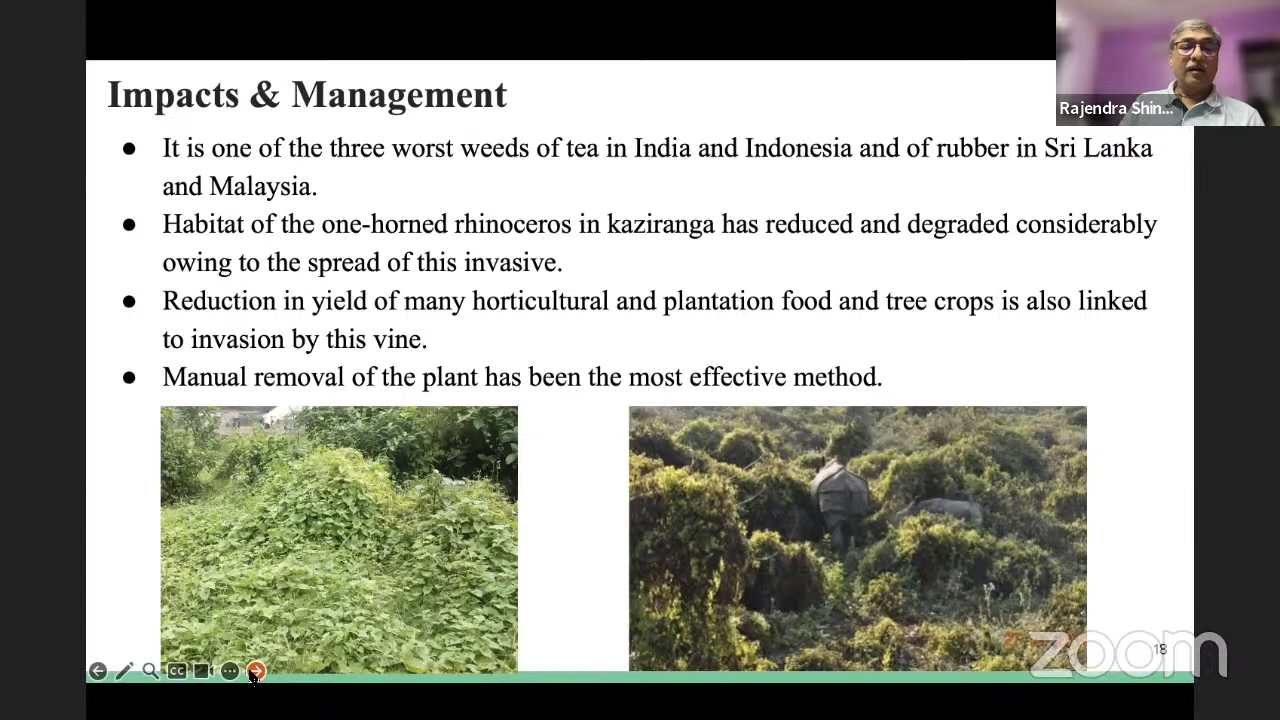 Rajendra Shin...
Impacts & Management
● It is one of the three worst weeds of tea in India and Indonesia and of rubber in Sri Lanka
and Malaysia.
● Habitat of the one-horned rhinoceros in kaziranga has reduced and degraded considerably
owing to the spread of this invasive.
● Reduction in yield of many horticultural and plantation food and tree crops is also linked
to invasion by this vine.
● Manual removal of the plant has been the most effective method.
CC
18
zoom